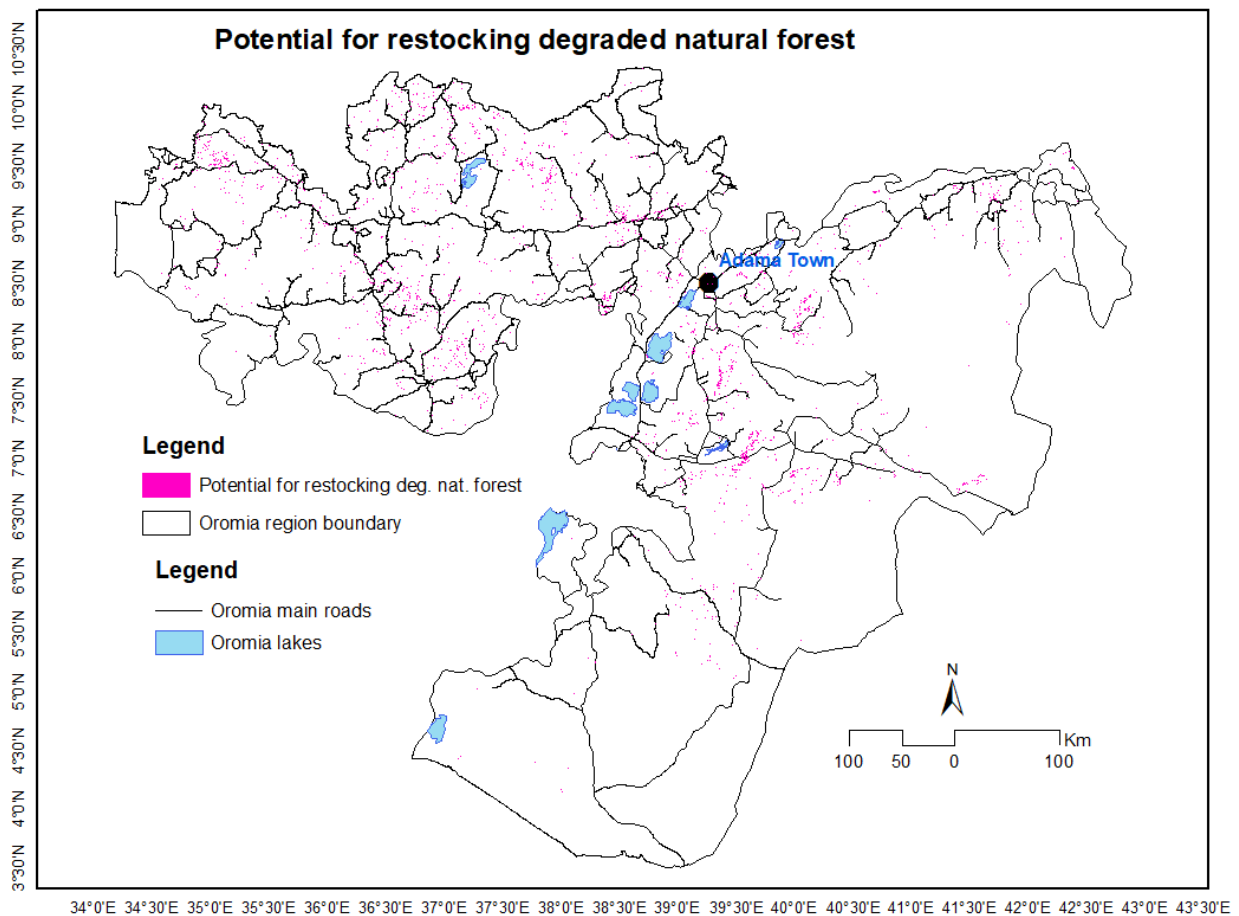 Potential for restocking degraded natural forest
10°30'N
10°0'N
9°30'N
9°0'N
8°30'N
8°0'N
7°30'N
7°0'N
6°30'N
6°0'N
5°30'N
5°0'N
4°30'N
4°0'N
3°30'N
Adama Town
Legend
Potential for restocking deg. nat. forest
Oromia region boundary
Legend
Oromia main roads
Oromia lakes
N
Km
100 50 0 100
34°0'E 34°30'E 35°0'E 35°30'E 36°0'E 36°30'E 37°0'E 37°30'E 38°0'E 38°30'E 39°0'E 39°30'E 40°0'E 40°30'E 41°0'E 41°30'E 42°0'E 42°30'E 43°0'E 43°30'E